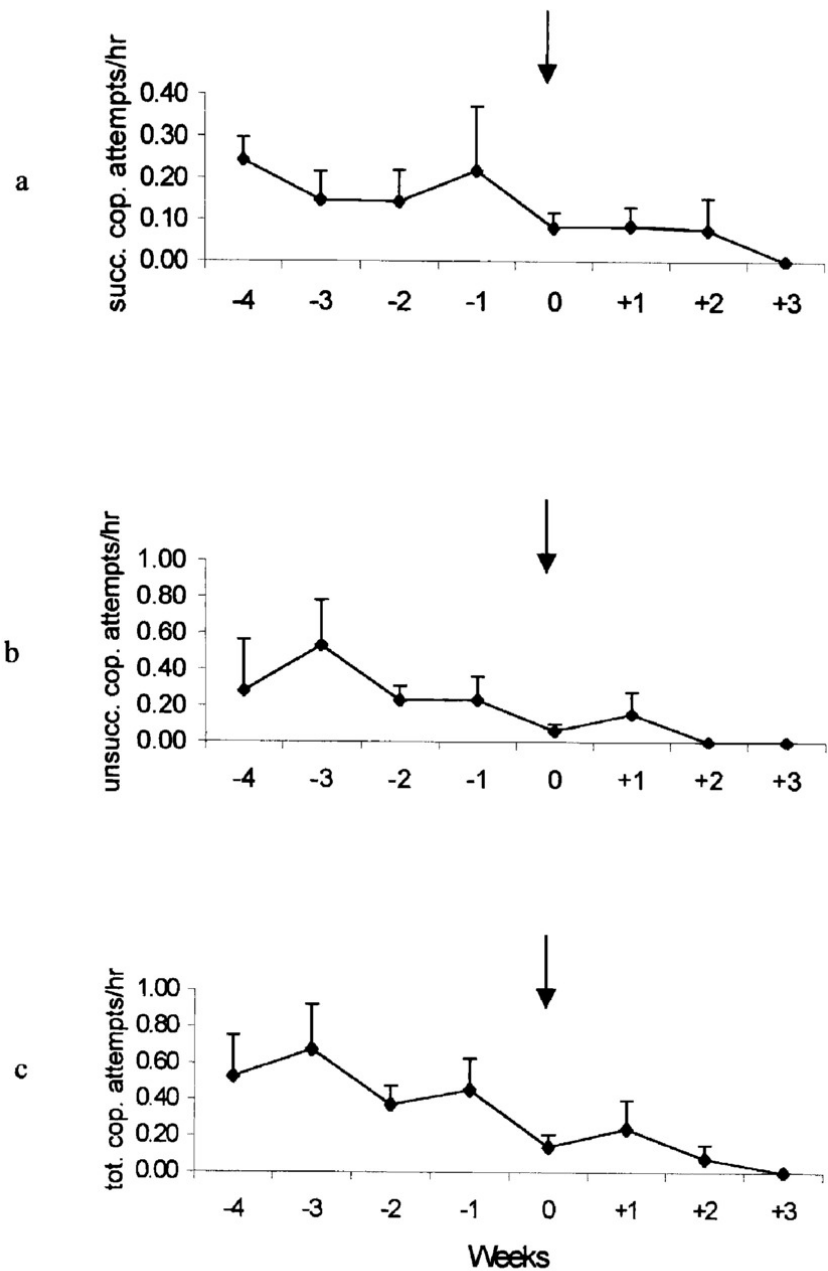 a
succ. cop. attempts/hr
0.40
0.30
0.20
0.10
0.00
-4 -3 -2 -1 0 +1 +2 +3
b
unsucc. cop. attempts/hr
1.00
0.80
0.60
0.40
0.20
0.00
-4 -3 -2 -1 0 +1 +2 +3
c
tot. cop. attempts/hr
1.00
0.80
0.60
0.40
0.20
0.00
-4 -3 -2 -1 0 +1 +2 +3
Weeks